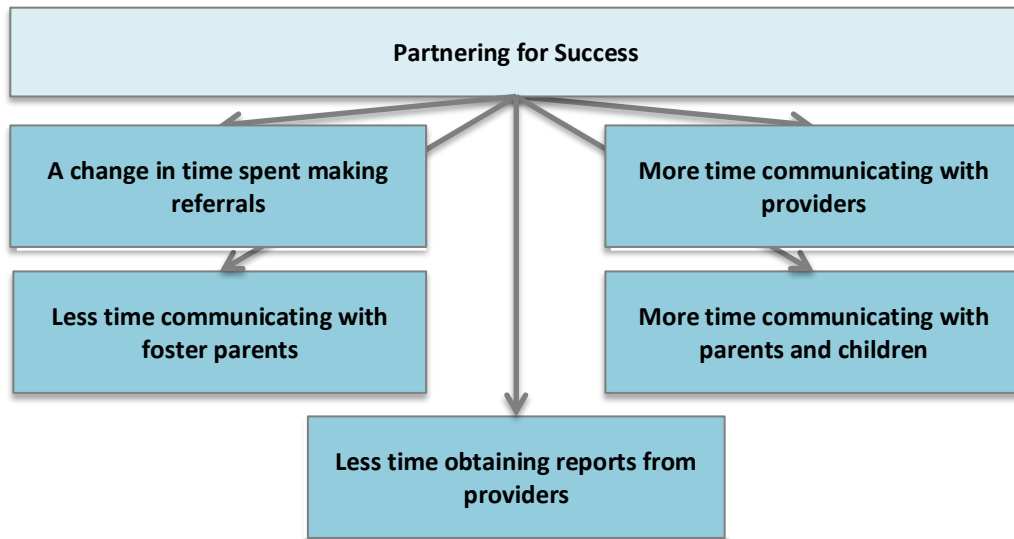 Partnering for Success
A change in time spent making
referrals
More time communicating with
providers
Less time communicating with
foster parents
More time communicating with
parents and children
Less time obtaining reports from
providers